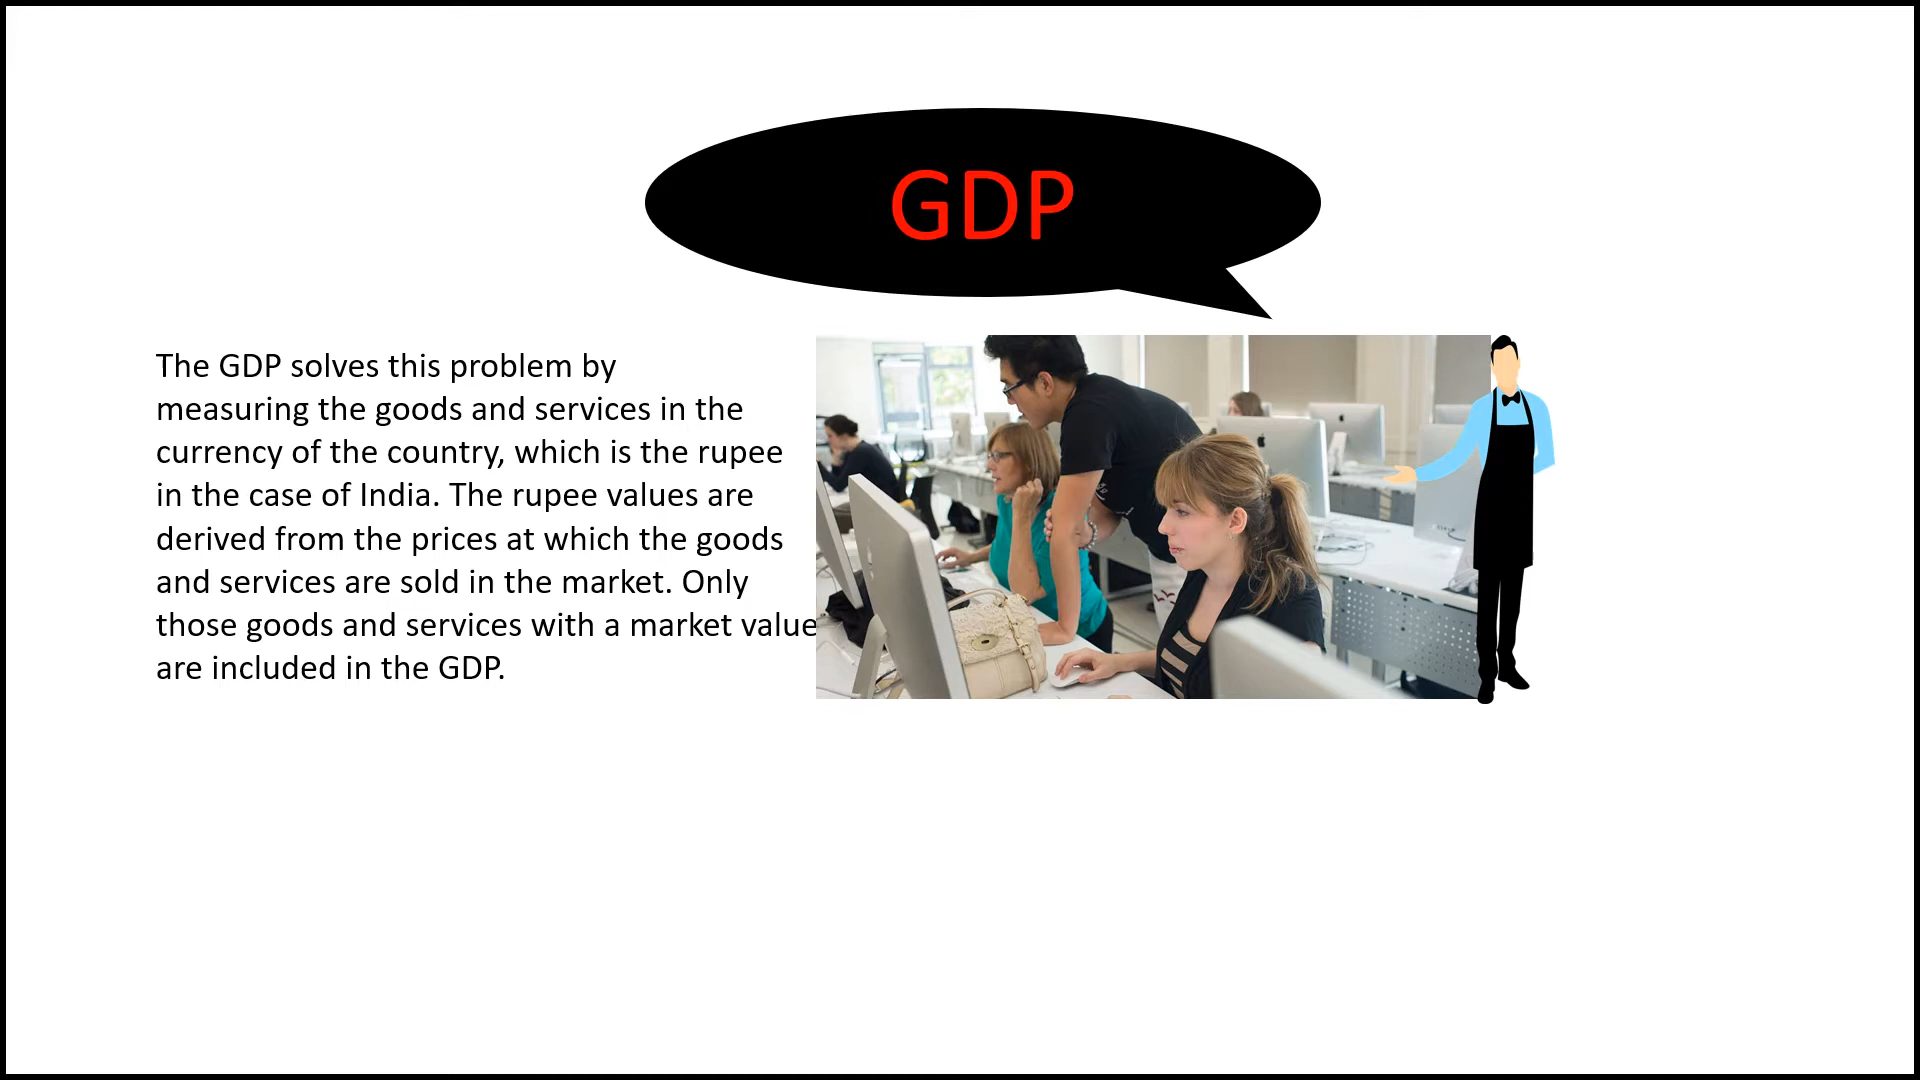 GDP
The GDP solves this problem by
measuring the goods and services in the
currency of the country, which is the rupee
in the case of India. The rupee values are
derived from the prices at which the goods
and services are sold in the market. Only
those goods and services with a market value
are included in the GDP.